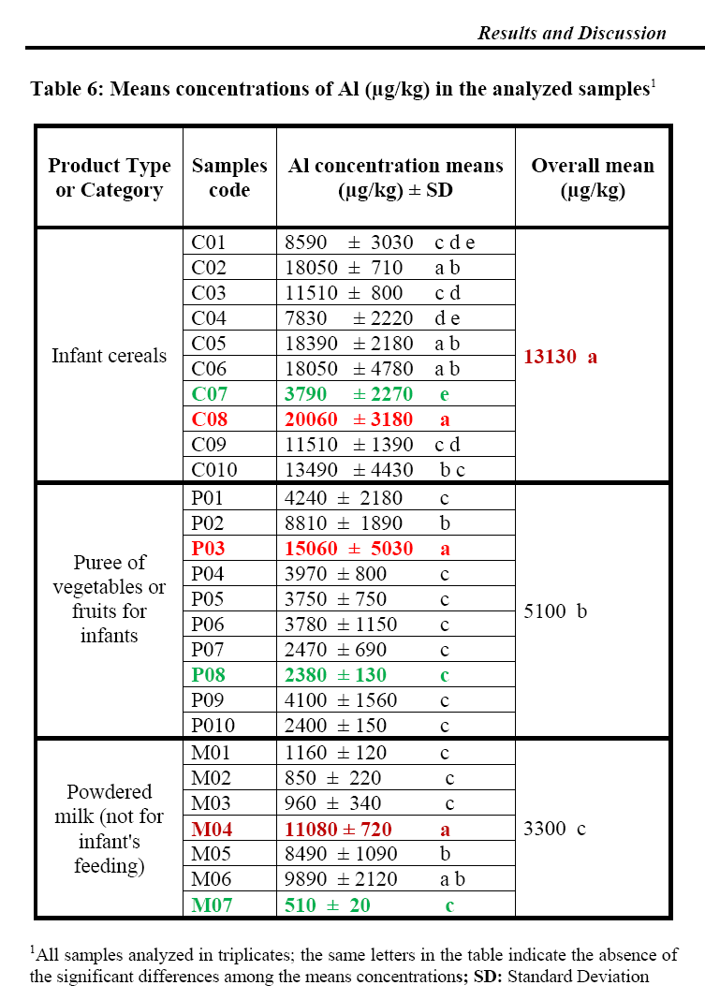 Results and Discussion
Table 6: Means concentrations of Al (µg/kg) in the analyzed samples1
Product Type or Category | Samples code | Al concentration means (µg/kg) ± SD | Overall mean (µg/kg)
Infant cereals
C01 8590 ± 3030 c d e
C02 18050 ± 710 a b
C03 11510 ± 800 c d
C04 7830 ± 2220 d e
C05 18390 ± 2180 a b
C06 18050 ± 4780 a b
C07 3790 ± 2270 e
C08 20060 ± 3180 a
C09 11510 ± 1390 c d
C010 13490 ± 4430 b c
13130 a
Puree of
vegetables or
fruits for
infants
P01 4240 ± 2180 c
P02 8810 ± 1890 b
P03 15060 ± 5030 a
P04 3970 ± 800 c
P05 3750 ± 750 c
P06 3780 ± 1150 c
P07 2470 ± 690 c
P08 2380 ± 130 c
P09 4100 ± 1560 c
P010 2400 ± 150 c
5100 b
Powdered
milk (not for
infant's
feeding)
M01 1160 ± 120 c
M02 850 ± 220 c
M03 960 ± 340 c
M04 11080 ± 720 a
M05 8490 ± 1090 b
M06 9890 ± 2120 a b
M07 510 ± 20 c
3300 c
1All samples analyzed in triplicates; the same letters in the table indicate the absence of
the significant differences among the means concentrations; SD: Standard Deviation